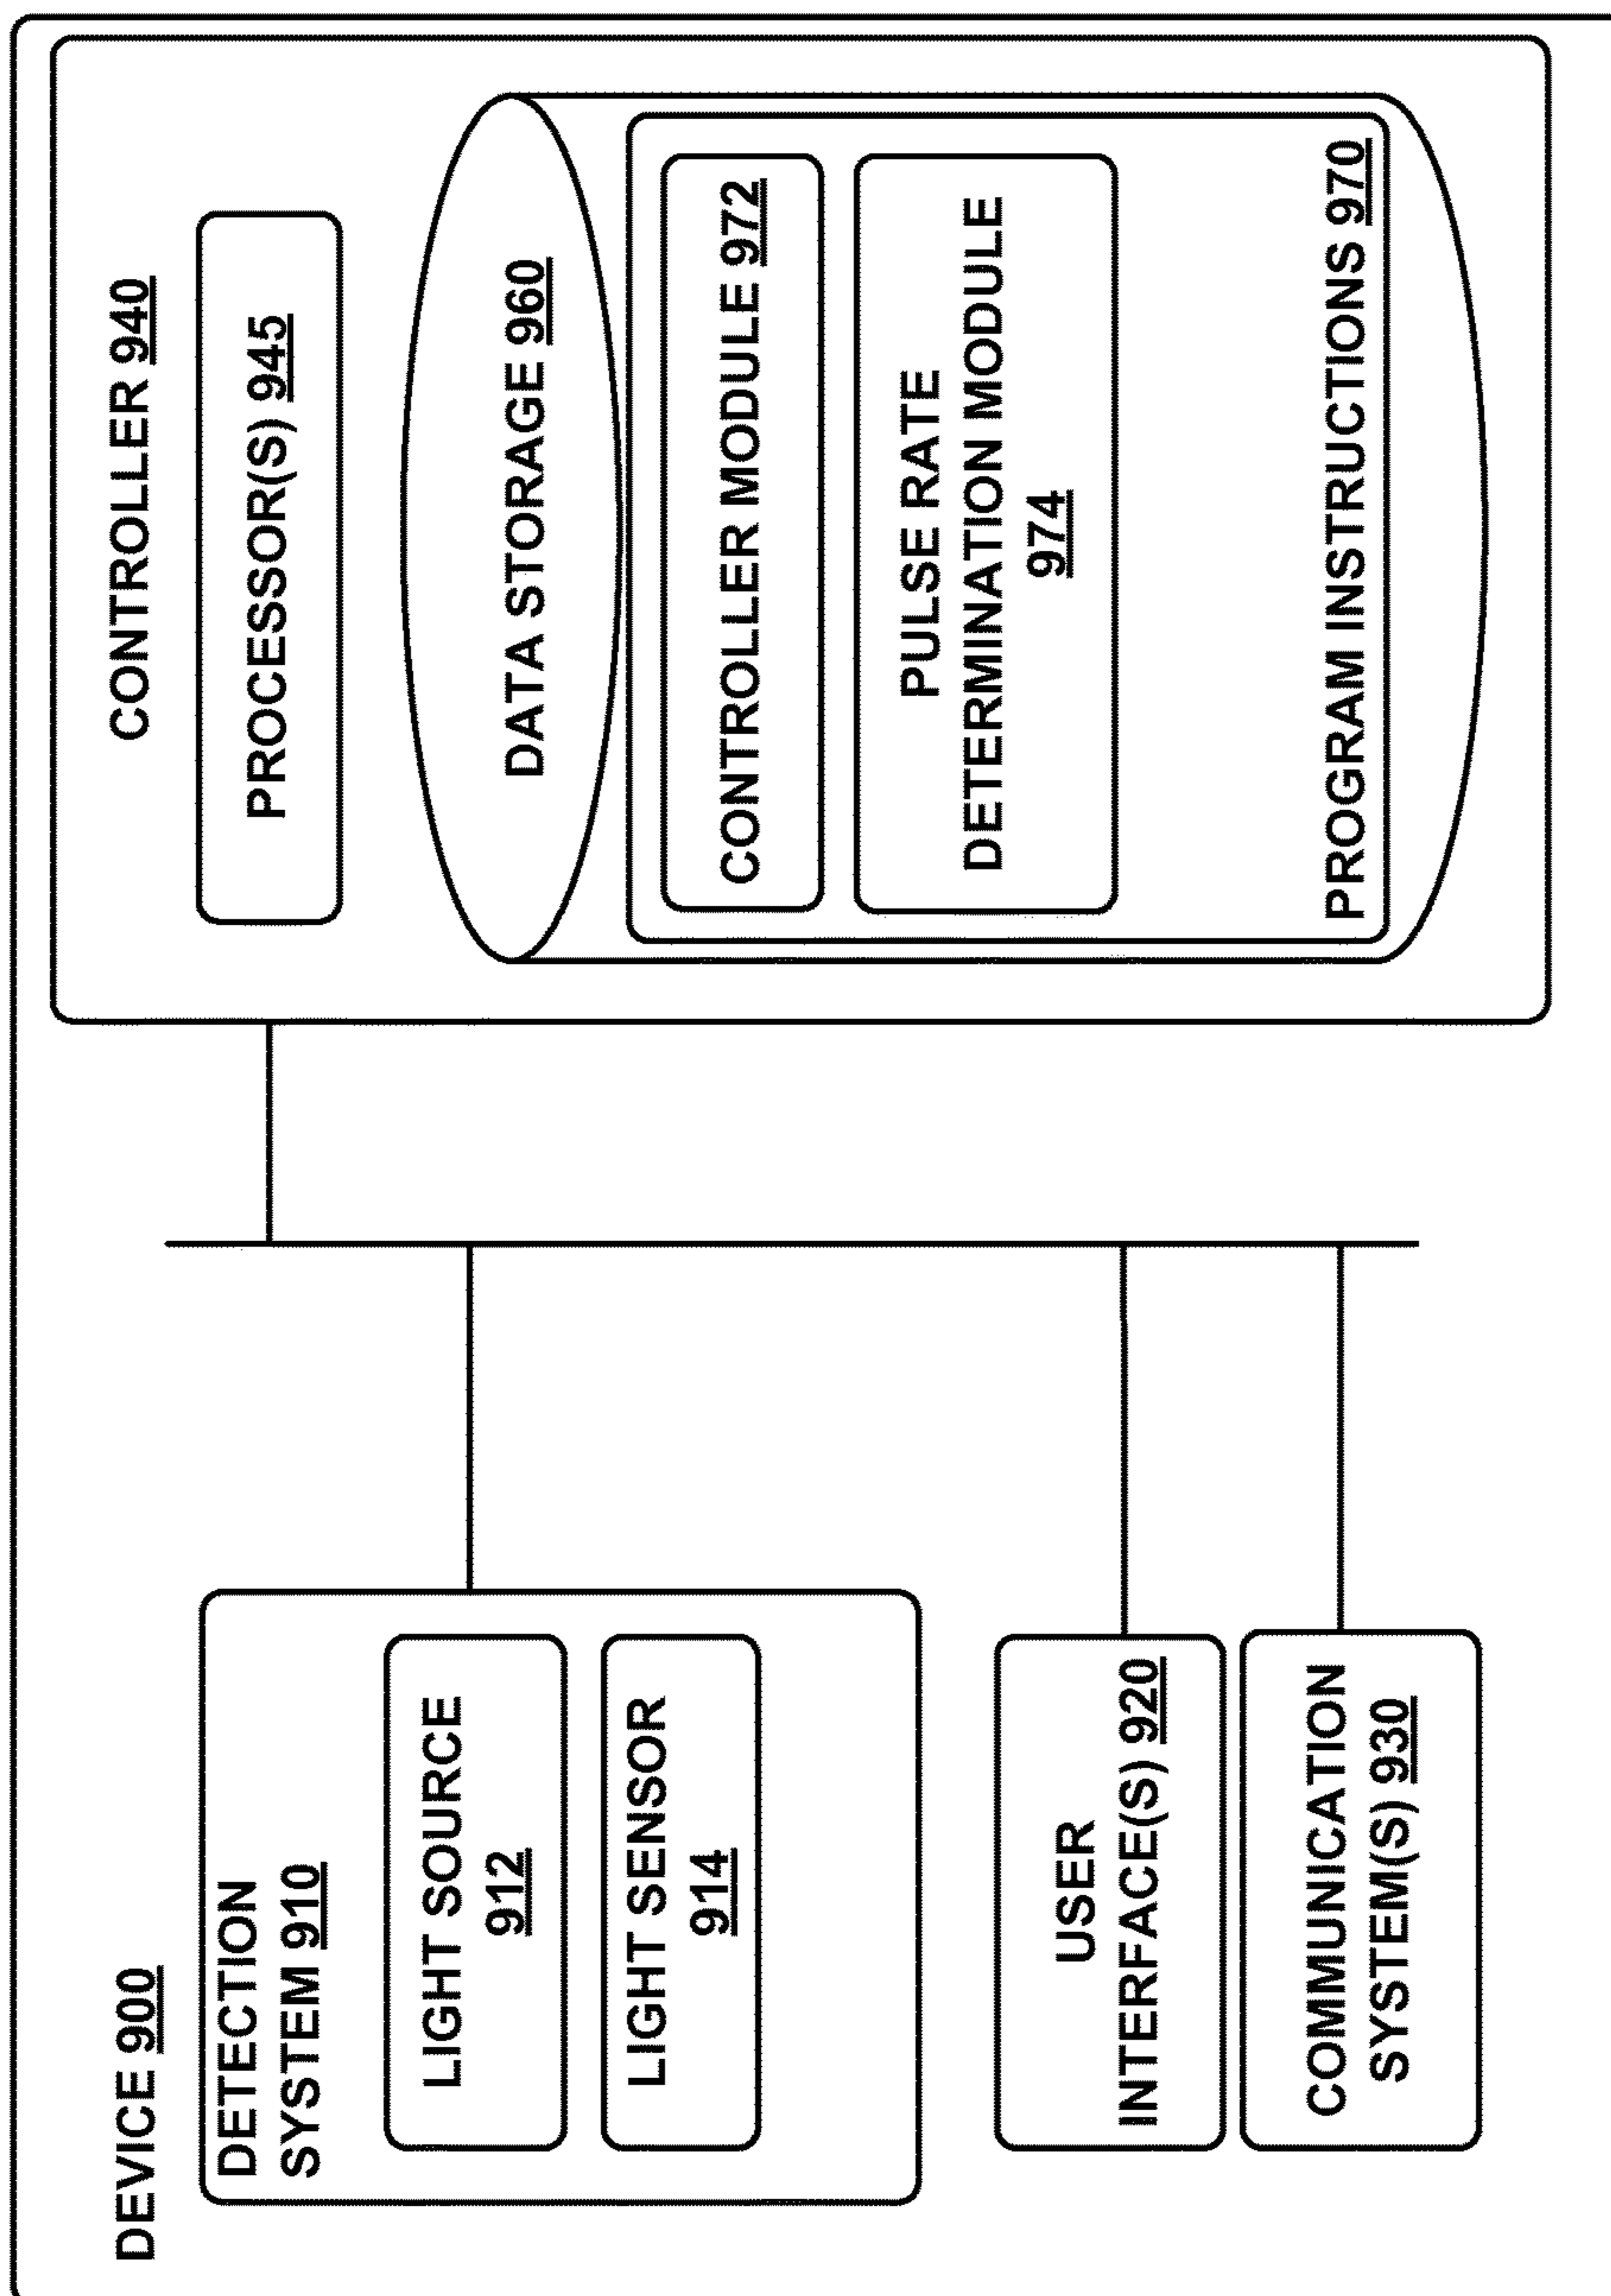 DEVICE 900
DETECTION
SYSTEM 910
LIGHT SOURCE
912
LIGHT SENSOR
914
USER
INTERFACE(S) 920
COMMUNICATION
SYSTEM(S) 930
CONTROLLER 940
PROCESSOR(S) 945
DATA STORAGE 960
CONTROLLER MODULE 972
PULSE RATE
DETERMINATION MODULE
974
PROGRAM INSTRUCTIONS 970